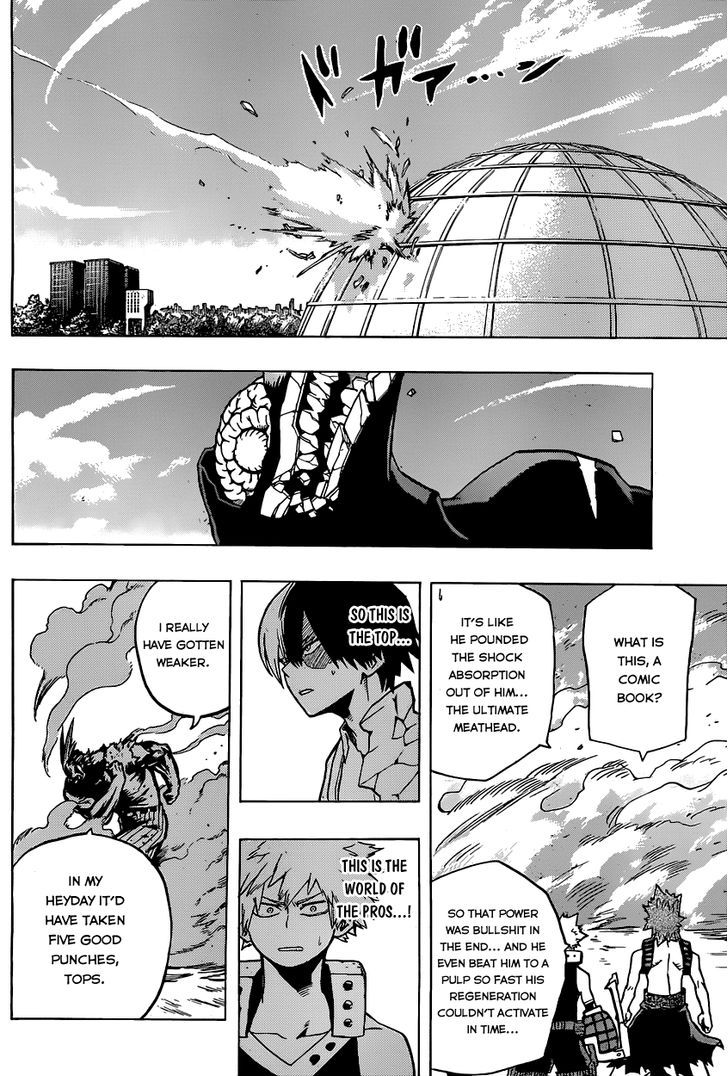 ドガァ…ン
WHAT IS
THIS, A
COMIC
BOOK?
IT'S LIKE
HE POUNDED
THE SHOCK
ABSORPTION
OUT OF HIM...
THE ULTIMATE
MEATHEAD.
SO THAT POWER
WAS BULLSHIT IN
THE END... AND HE
EVEN BEAT HIM TO A
PULP SO FAST HIS
REGENERATION
COULDN'T ACTIVATE
IN TIME...
SO THIS IS
THE TOP...
THIS IS THE
WORLD OF
THE PROS...!
I REALLY
HAVE GOTTEN
WEAKER.
IN MY
HEYDAY IT'D
HAVE TAKEN
FIVE GOOD
PUNCHES,
TOPS.